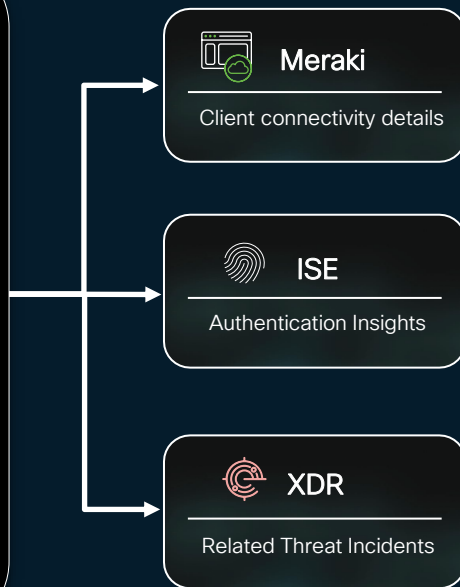 Meraki
Client connectivity details
ISE
Authentication Insights
XDR
Related Threat Incidents